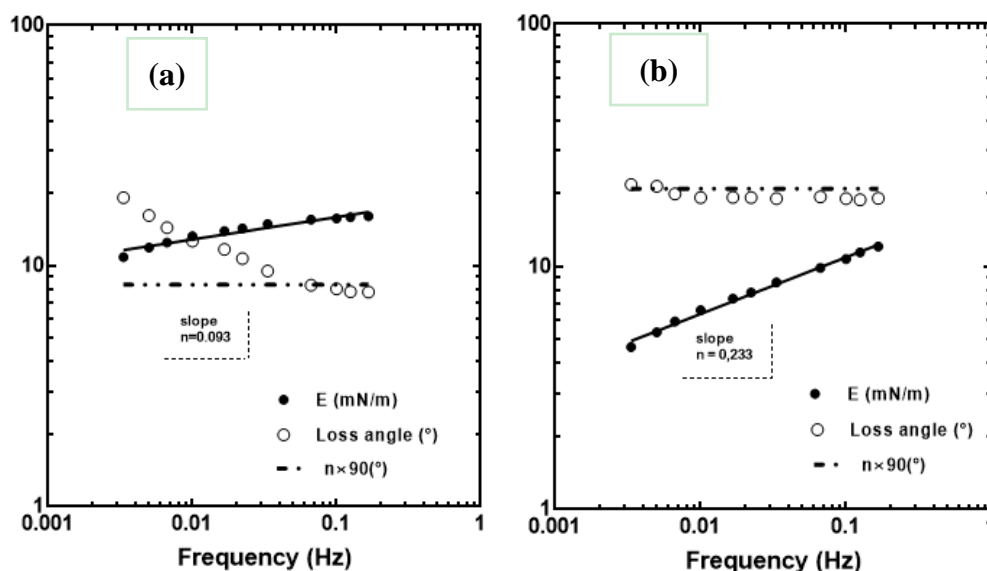 100
(a)
10
slope
n=0.093
E (mN/m)
Loss angle (°)
n×90(°)
1
0.001
0.01
0.1
1
Frequency (Hz)
100
(b)
10
slope
n = 0,233
E (mN/m)
Loss angle (°)
n×90(°)
1
0.001
0.01
0.1
1
Frequency (Hz)